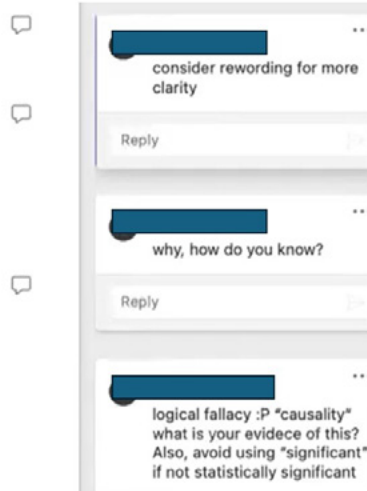 consider rewording for more
clarity
Reply
why, how do you know?
Reply
logical fallacy :P "causality"
what is your evidece of this?
Also, avoid using "significant"
if not statistically significant